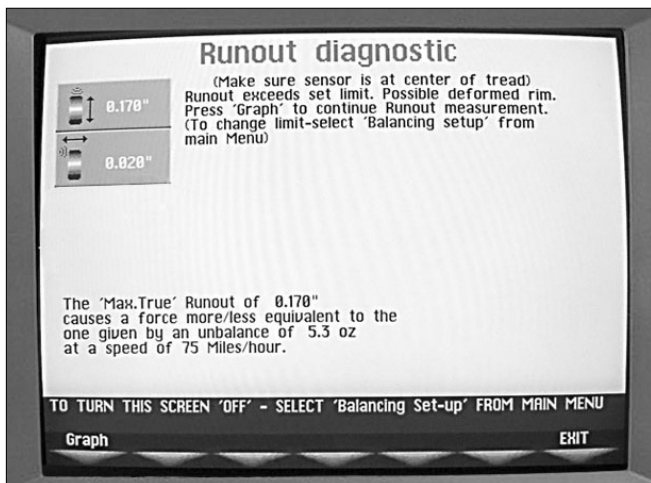 Runout diagnostic
0.170"
(Make sure sensor is at center of tread)
Runout exceeds set limit. Possible deformed rim.
Press 'Graph' to continue Runout measurement.
(To change limit-select 'Balancing setup' from
main Menu)
0.020"
The 'Max.True' Runout of 0.170"
causes a force more/less equivalent to the
one given by an unbalance of 5.3 oz
at a speed of 75 Miles/hour.
TO TURN THIS SCREEN 'OFF' - SELECT 'Balancing Set-up' FROM MAIN MENU
Graph
EXIT